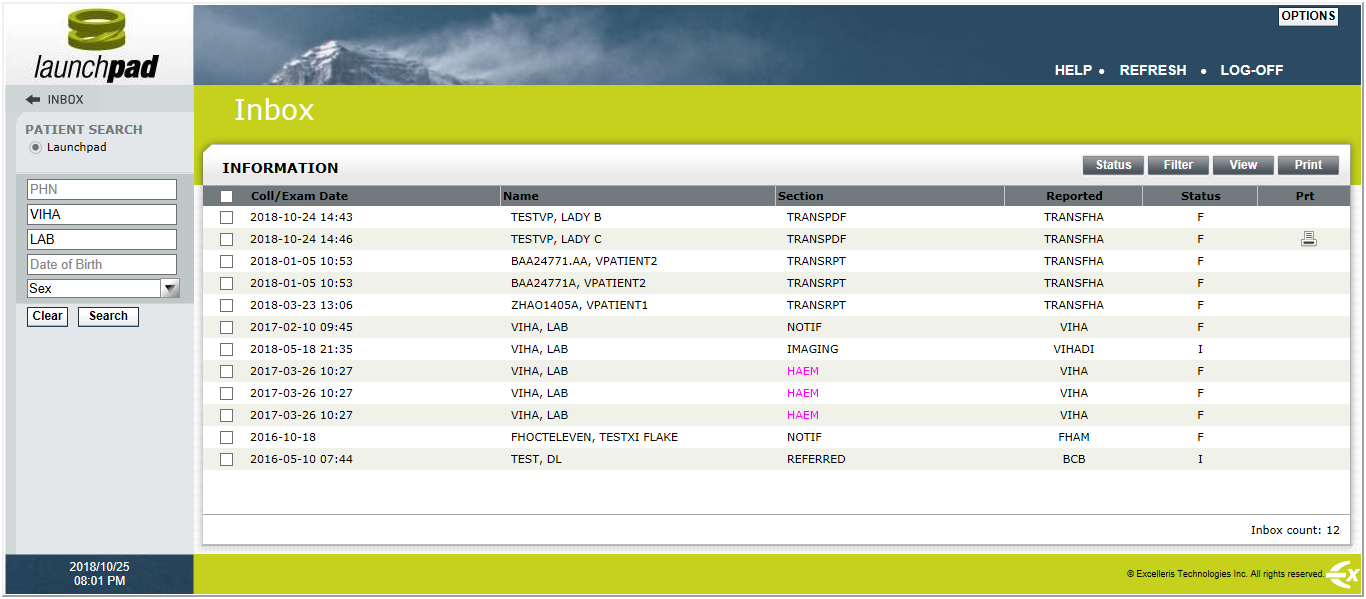 launchpad
OPTIONS
HELP • REFRESH • LOG-OFF
INBOX
PATIENT SEARCH
Launchpad
PHN
VIHA
LAB
Date of Birth
Sex
Clear Search
2018/10/25
08:01 PM
Inbox
INFORMATION
Status Filter View Print
Coll/Exam Date Name Section Reported Status Prt
2018-10-24 14:43 TESTVP, LADY B TRANSPDF TRANSFHA F
2018-10-24 14:46 TESTVP, LADY C TRANSPDF TRANSFHA F
2018-01-05 10:53 BAA24771.AA, VPATIENT2 TRANSRPT TRANSFHA F
2018-01-05 10:53 BAA24771A, VPATIENT2 TRANSRPT TRANSFHA F
2018-03-23 13:06 ZHAO1405A, VPATIENT1 TRANSRPT TRANSFHA F
2017-02-10 09:45 VIHA, LAB NOTIF VIHA F
2018-05-18 21:35 VIHA, LAB IMAGING VIHADI I
2017-03-26 10:27 VIHA, LAB HAEM VIHA F
2017-03-26 10:27 VIHA, LAB HAEM VIHA F
2017-03-26 10:27 VIHA, LAB HAEM VIHA F
2016-10-18 FHOCTELEVEN, TESTXI FLAKE NOTIF FHAM F
2016-05-10 07:44 TEST, DL REFERRED BCB I
Inbox count: 12
© Excelleris Technologies Inc. All rights reserved.